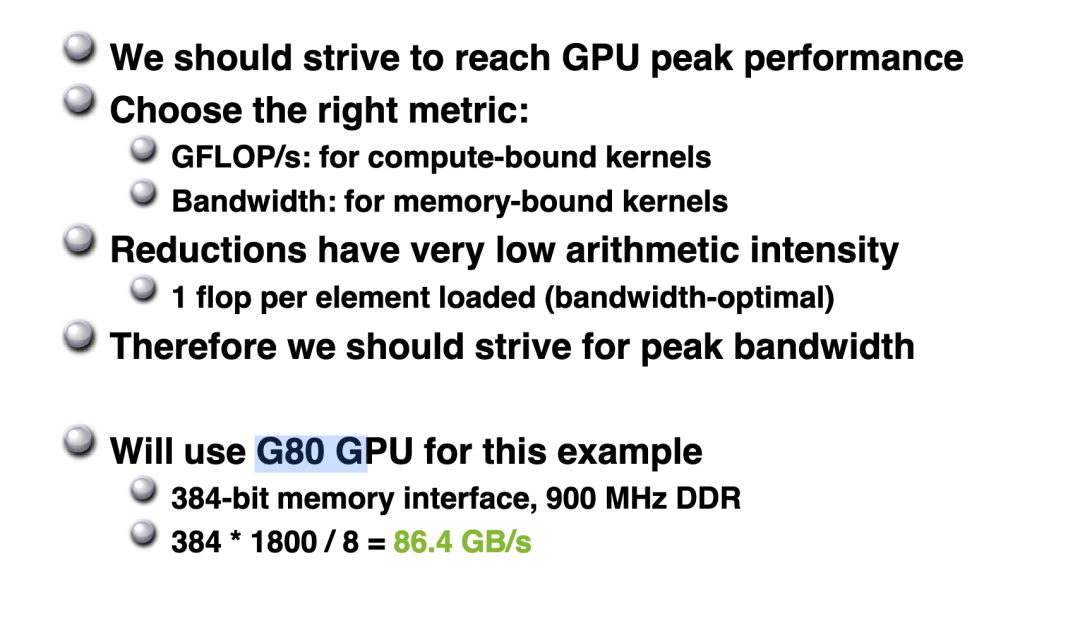 We should strive to reach GPU peak performance
Choose the right metric:
GFLOP/s: for compute-bound kernels
Bandwidth: for memory-bound kernels
Reductions have very low arithmetic intensity
1 flop per element loaded (bandwidth-optimal)
Therefore we should strive for peak bandwidth
Will use G80 GPU for this example
384-bit memory interface, 900 MHz DDR
384 * 1800 / 8 = 86.4 GB/s